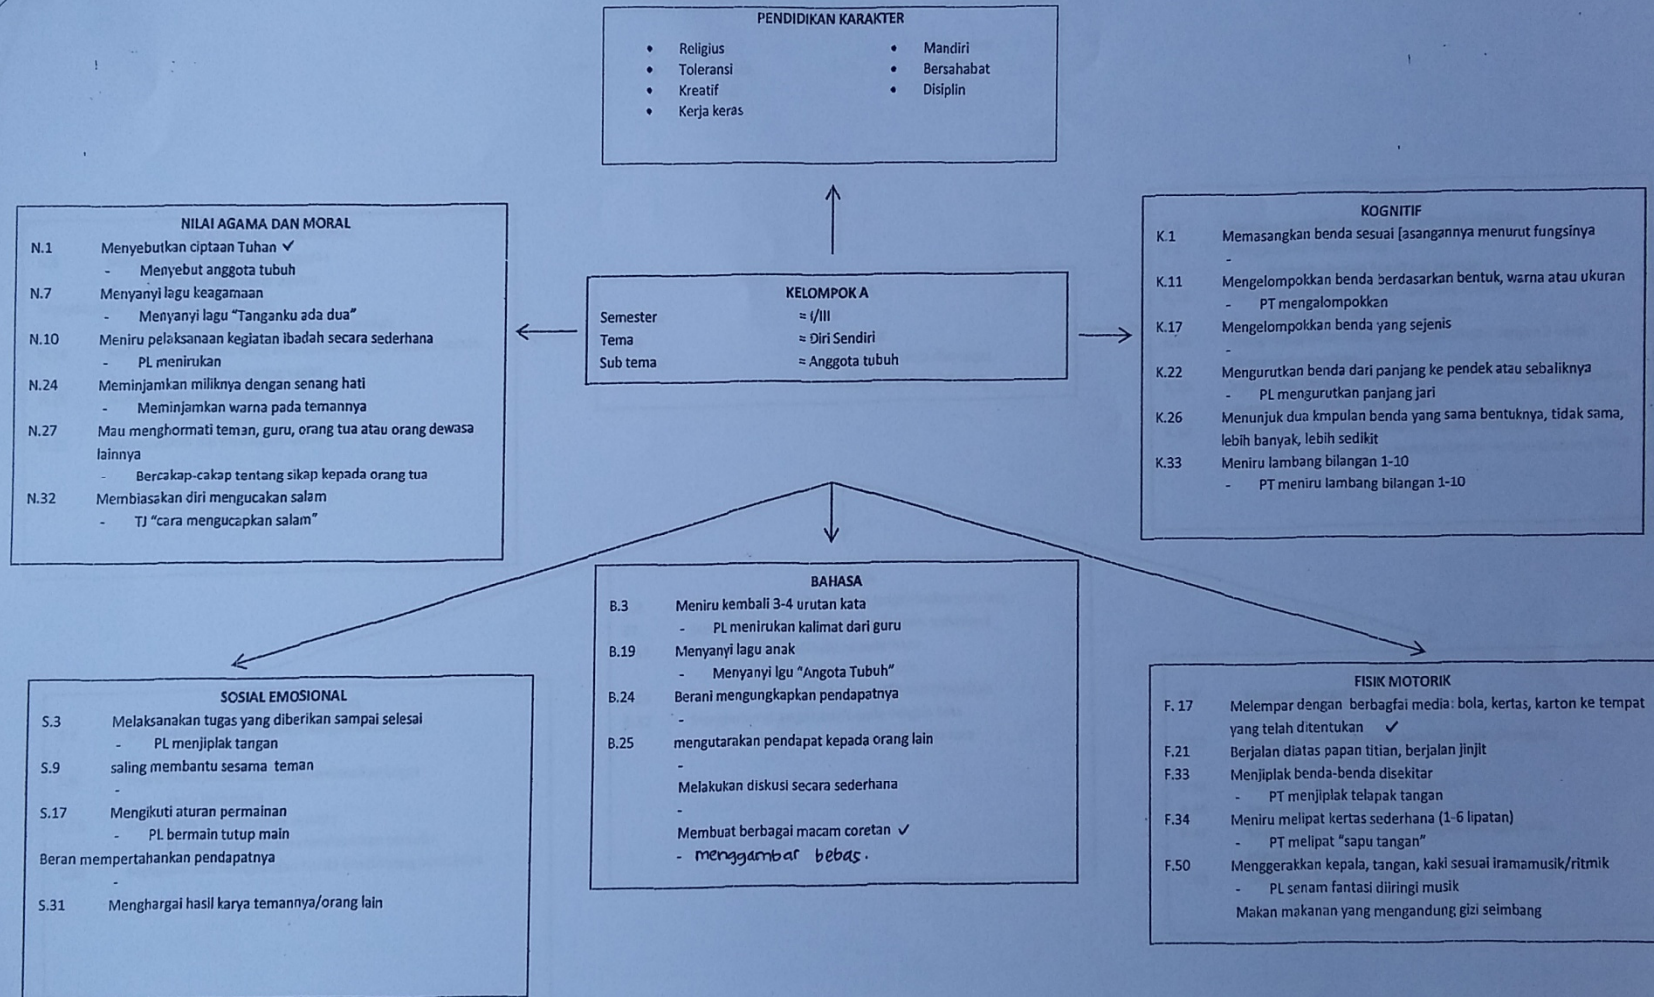 PENDIDIKAN KARAKTER
• Religius
• Toleransi
• Kreatif
• Kerja keras
• Mandiri
• Bersahabat
• Disiplin
NILAI AGAMA DAN MORAL
N.1 Menyebutkan ciptaan Tuhan ✓
- Menyebut anggota tubuh
N.7 Menyanyi lagu keagamaan
- Menyanyi lagu "Tanganku ada dua"
N.10 Meniru pelaksanaan kegiatan ibadah secara sederhana
- PL menirukan
N.24 Meminjamkan miliknya dengan senang hati
- Meminjamkan warna pada temannya
N.27 Mau menghormati teman, guru, orang tua atau orang dewasa
lainnya
- Bercakap-cakap tentang sikap kepada orang tua
N.32 Membiasakan diri mengucakan salam
- TJ "cara mengucapkan salam"
KELOMPOK A
Semester = I/III
Tema = Diri Sendiri
Sub tema = Anggota tubuh
KOGNITIF
K.1 Memasangkan benda sesuai [asangannya menurut fungsinya
-
K.11 Mengelompokkan benda berdasarkan bentuk, warna atau ukuran
- PT mengalompokkan
K.17 Mengelompokkan benda yang sejenis
-
K.22 Mengurutkan benda dari panjang ke pendek atau sebaliknya
- PL mengurutkan panjang jari
K.26 Menunjuk dua kmpulan benda yang sama bentuknya, tidak sama,
lebih banyak, lebih sedikit
K.33 Meniru lambang bilangan 1-10
- PT meniru lambang bilangan 1-10
SOSIAL EMOSIONAL
S.3 Melaksanakan tugas yang diberikan sampai selesai
- PL menjiplak tangan
S.9 saling membantu sesama teman
-
S.17 Mengikuti aturan permainan
- PL bermain tutup main
Beran mempertahankan pendapatnya
-
S.31 Menghargai hasil karya temannya/orang lain
BAHASA
B.3 Meniru kembali 3-4 urutan kata
- PL menirukan kalimat dari guru
B.19 Menyanyi lagu anak
- Menyanyi lgu "Angota Tubuh"
B.24 Berani mengungkapkan pendapatnya
-
B.25 mengutarakan pendapat kepada orang lain
-
Melakukan diskusi secara sederhana
-
Membuat berbagai macam coretan ✓
- menggambar bebas.
FISIK MOTORIK
F. 17 Melempar dengan berbagfai media: bola, kertas, karton ke tempat
yang telah ditentukan ✓
F.21 Berjalan diatas papan titian, berjalan jinjit
F.33 Menjiplak benda-benda disekitar
- PT menjiplak telapak tangan
F.34 Meniru melipat kertas sederhana (1-6 lipatan)
- PT melipat "sapu tangan"
F.50 Menggerakkan kepala, tangan, kaki sesuai iramamusik/ritmik
- PL senam fantasi diiringi musik
Makan makanan yang mengandung gizi seimbang